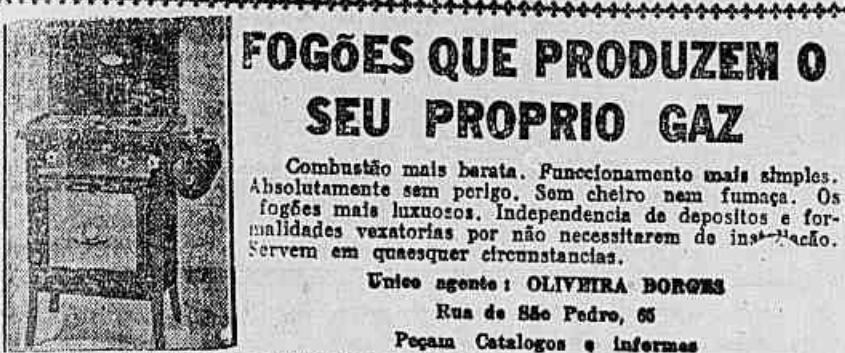 FOGÕES QUE PRODUZEM O
SEU PROPRIO GAZ
Combustão mais barata. Funccionamento mais simples.
Absolutamente sem perigo. Sem cheiro nem fumaça. Os
fogões mais luxuosos. Independencia de depositos e for-
malidades vexatorias por não necessitarem de installação.
Servem em quaesquer circunstancias.
Unico agente: OLIVEIRA BORGES
Rua de São Pedro, 65
Peçam Catalogos e informes